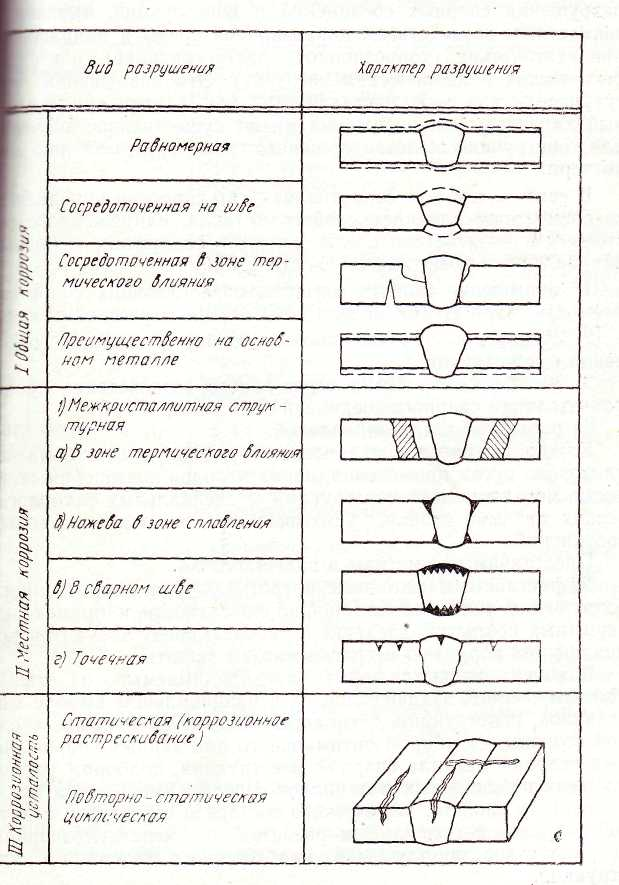 Вид разрушения
Характер разрушения
I Общая коррозия
Равномерная
Сосредоточенная на шве
Сосредоточенная в зоне тер-
мического влияния
Преимущественно на основ-
ном металле
II Местная коррозия
1) Межкристаллитная струк-
турная
а) В зоне термического влияния
б) Ножева в зоне сплавления
в) В сварном шве
г) Точечная
III Коррозионная
усталость
Статическая (коррозионное
растрескивание)
Повторно-статическая
циклическая